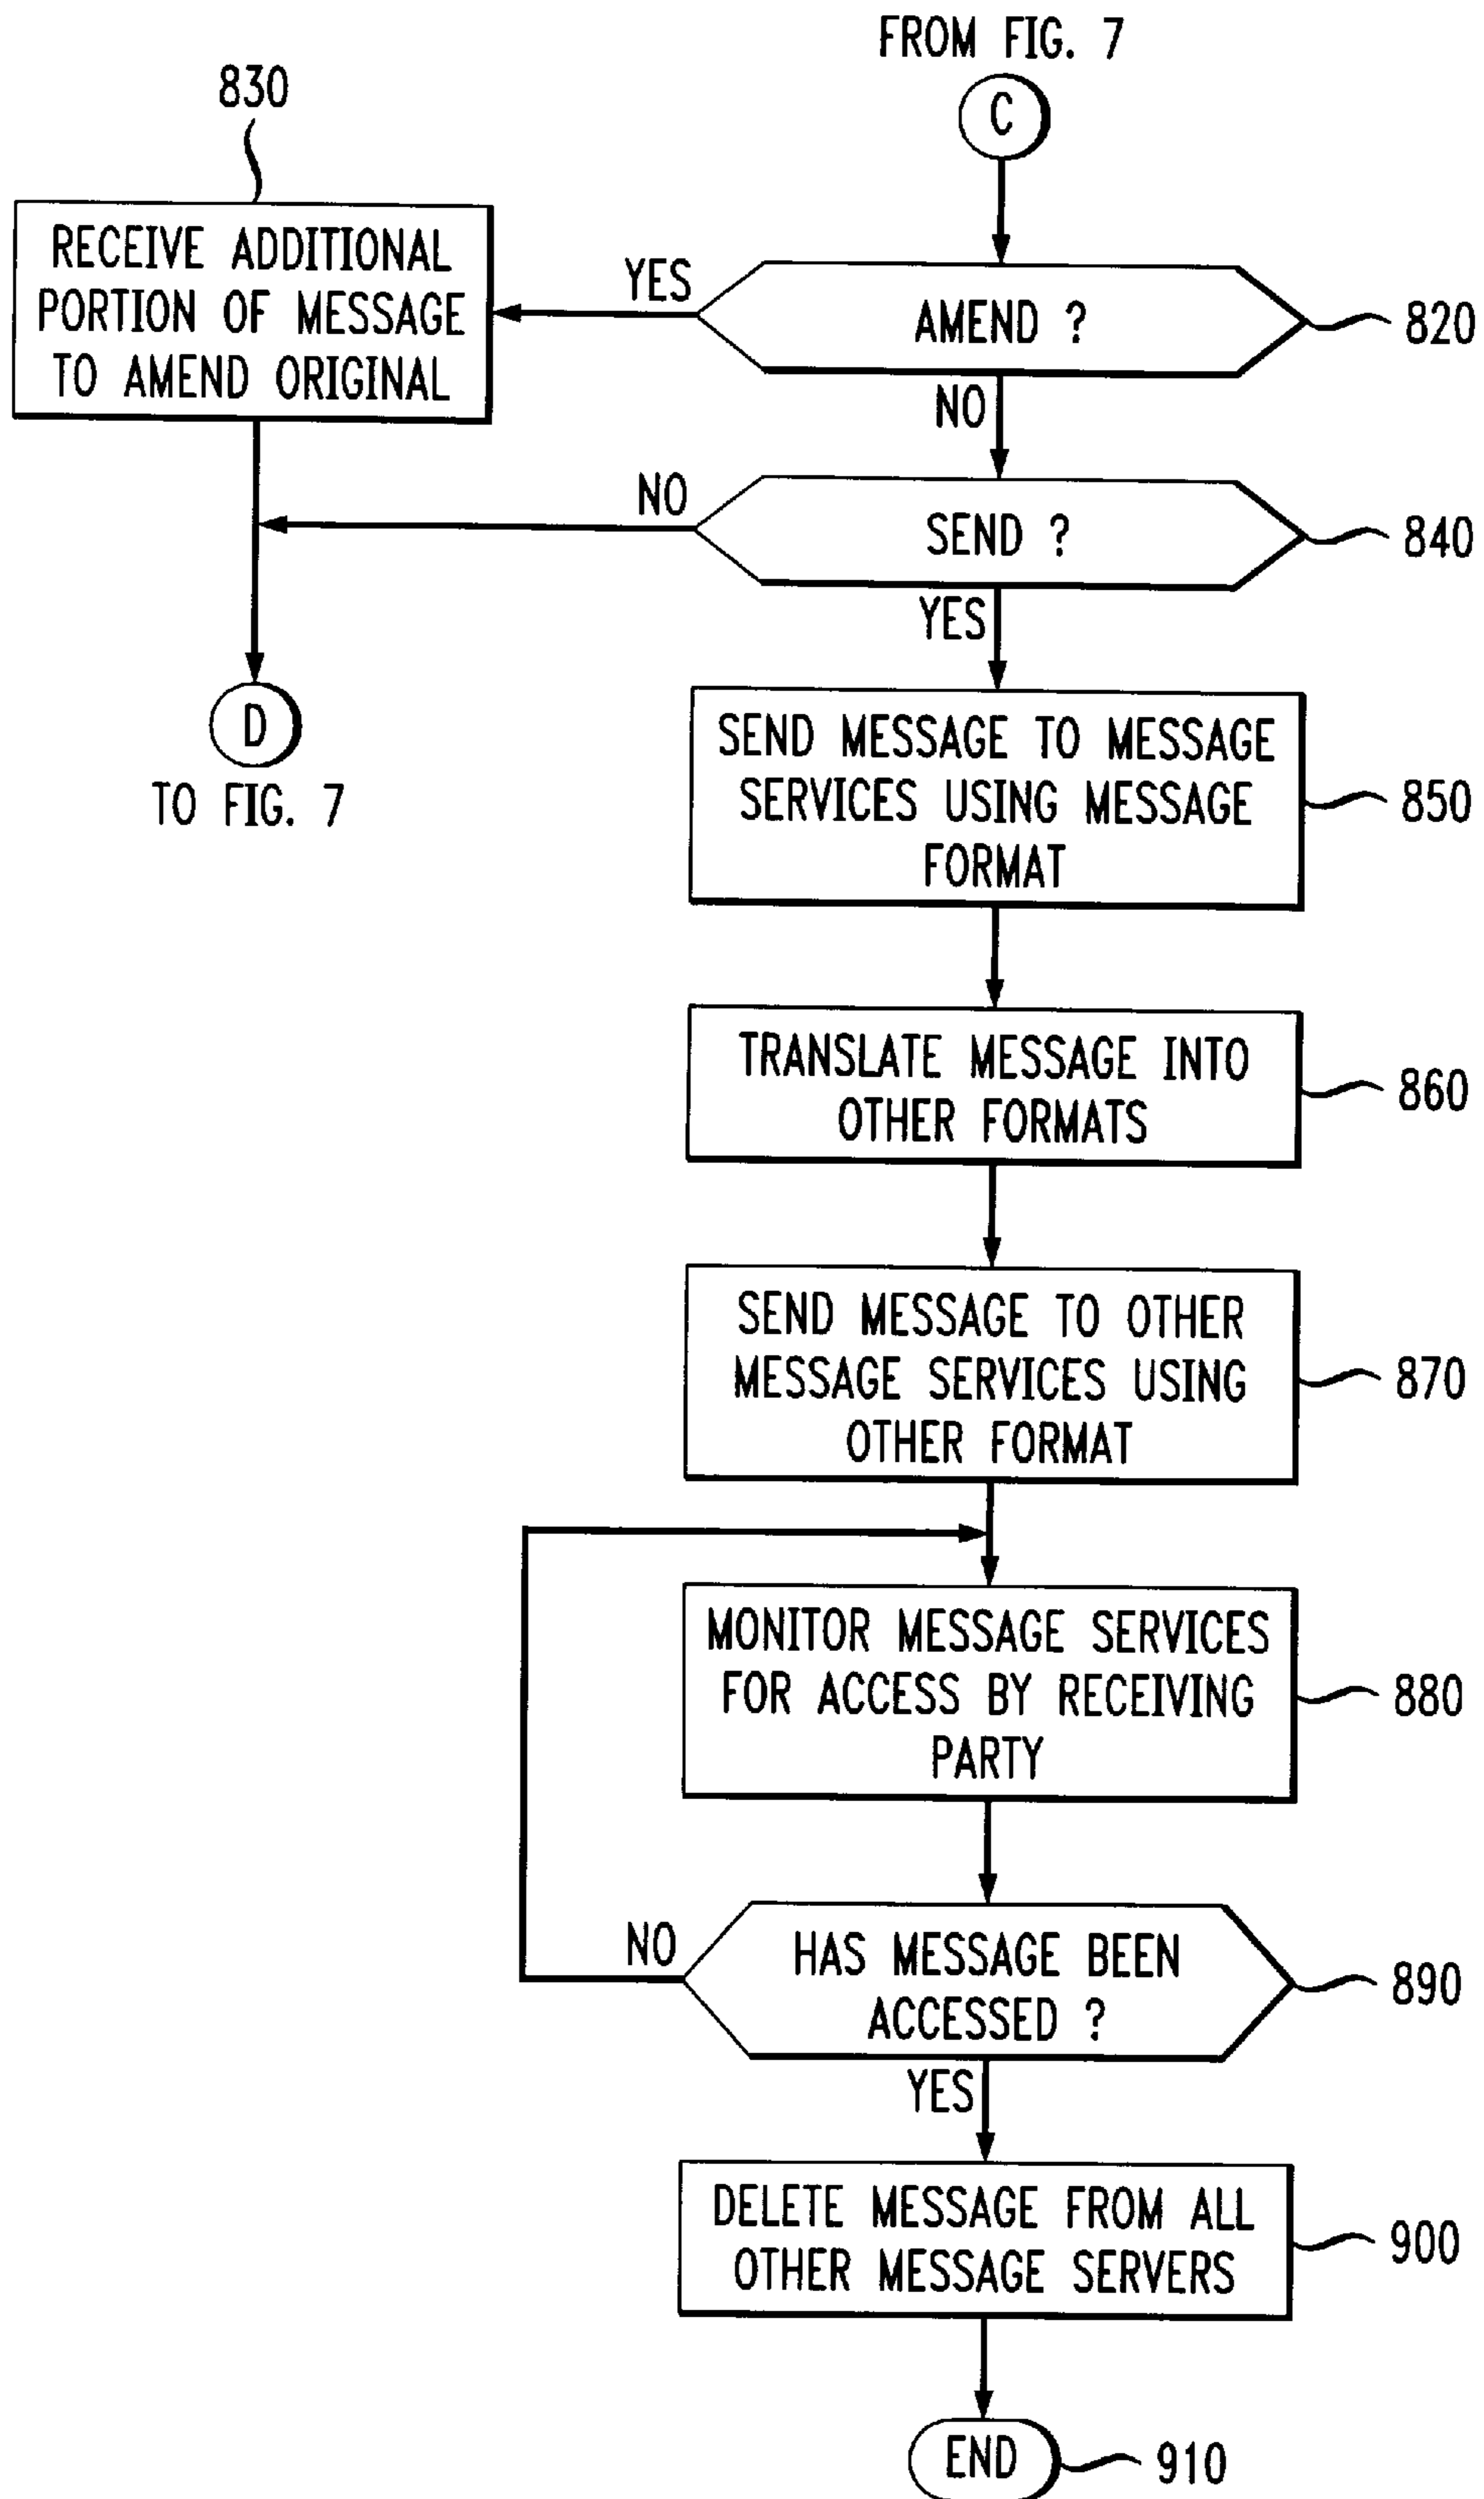 FROM FIG. 7
C
830
RECEIVE ADDITIONAL
PORTION OF MESSAGE
TO AMEND ORIGINAL
YES
AMEND ?
820
NO
NO
SEND ?
840
YES
D
TO FIG. 7
SEND MESSAGE TO MESSAGE
SERVICES USING MESSAGE
FORMAT
850
TRANSLATE MESSAGE INTO
OTHER FORMATS
860
SEND MESSAGE TO OTHER
MESSAGE SERVICES USING
OTHER FORMAT
870
MONITOR MESSAGE SERVICES
FOR ACCESS BY RECEIVING
PARTY
880
NO
HAS MESSAGE BEEN
ACCESSED ?
890
YES
DELETE MESSAGE FROM ALL
OTHER MESSAGE SERVERS
900
END
910